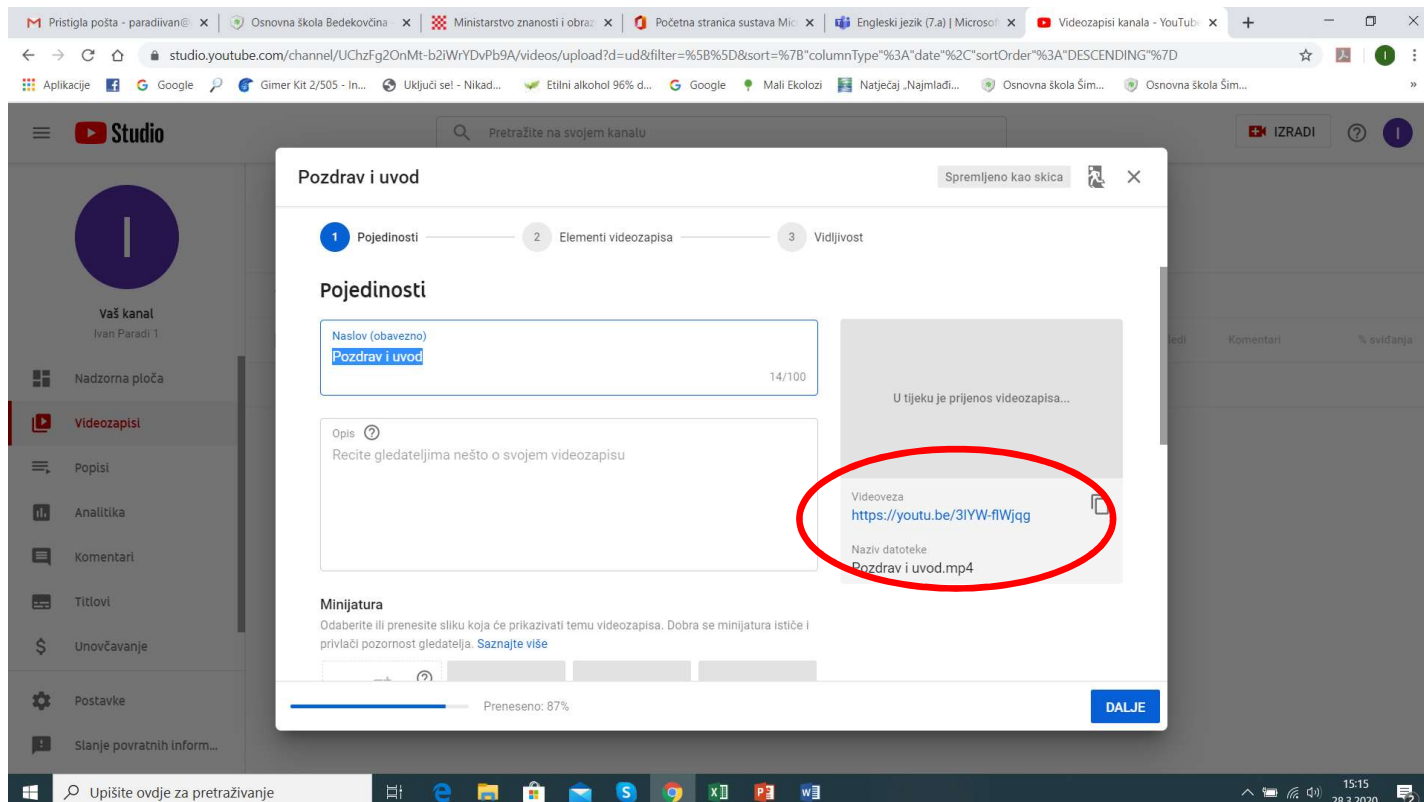 Pristigla pošta - paradiivan@
Osnovna škola Bedekovčina -
Ministarstvo znanosti i obraz
Početna stranica sustava Mic
Engleski jezik (7.a) | Microsof
Videozapisi kanala - YouTub
studio.youtube.com/channel/UChzFg2OnMt-b2iWrYDvPb9A/videos/upload?d=ud&filter=%5B%5D&sort=%7B"columnType"%3A"date"%2C"sortOrder"%3A"DESCENDING"%7D
I
Aplikacije
Google
Gimer Kit 2/505 - In...
Uključi se! - Nikad...
Etilni alkohol 96% d...
Google
Mali Ekolozi
Natječaj „Najmlađi...
Osnovna škola Šim...
Osnovna škola Šim...
»
Studio
Pretražite na svojem kanalu
IZRADI
I
I
Vaš kanal
Ivan Paradi 1
Nadzorna ploča
Videozapisi
Popisi
Analitika
Komentari
Titlovi
Unovčavanje
Postavke
Slanje povratnih inform...
Komentari
% sviđanja
Pozdrav i uvod
Spremljeno kao skica
1 Pojedinosti
2 Elementi videozapisa
3 Vidljivost
Pojedinosti
Naslov (obavezno)
Pozdrav i uvod
14/100
Opis
Recite gledateljima nešto o svojem videozapisu
U tijeku je prijenos videozapisa...
Videoveza
https://youtu.be/3lYW-flWjqg
Naziv datoteke
Pozdrav i uvod.mp4
Minijatura
Odaberite ili prenesite sliku koja će prikazivati temu videozapisa. Dobra se minijatura ističe i
privlači pozornost gledatelja. Saznajte više
Preneseno: 87%
DALJE
Upišite ovdje za pretraživanje
15:15
28.3.2020